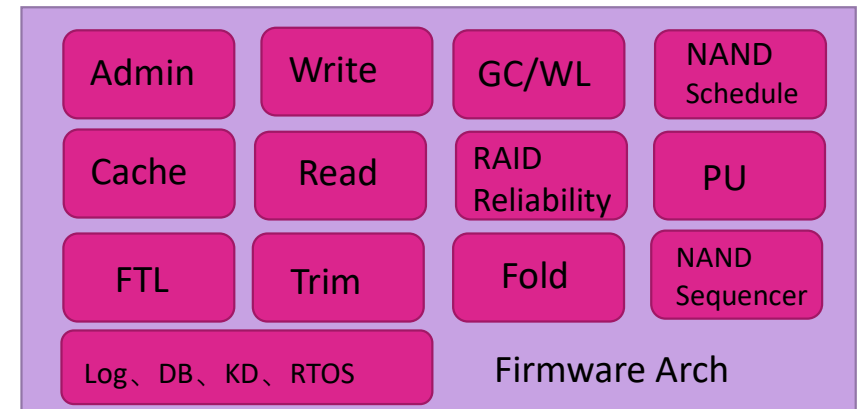 Admin
Write
GC/WL
NAND
Schedule
Cache
Read
RAID
Reliability
PU
FTL
Trim
Fold
NAND
Sequencer
Log、DB、KD、RTOS
Firmware Arch